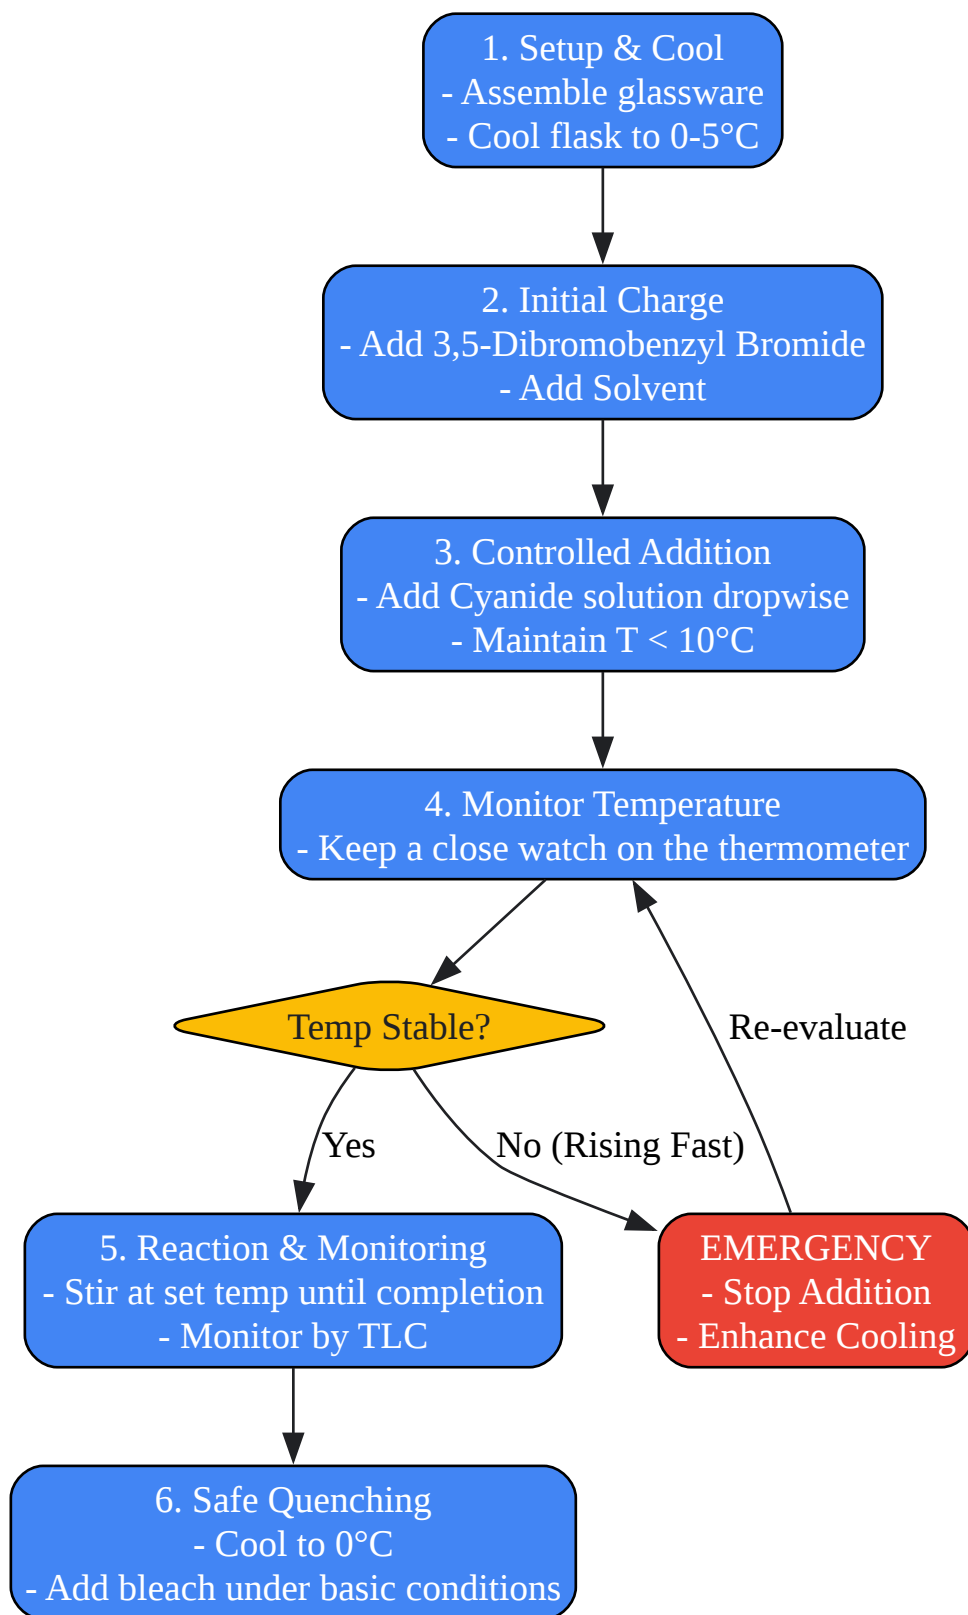 1. Setup & Cool
- Assemble glassware
- Cool flask to 0-5°C
2. Initial Charge
- Add 3,5-Dibromobenzyl Bromide
- Add Solvent
3. Controlled Addition
- Add Cyanide solution dropwise
- Maintain T < 10°C
4. Monitor Temperature
- Keep a close watch on the thermometer
Temp Stable?
Re-evaluate
Yes
No (Rising Fast)
5. Reaction & Monitoring
- Stir at set temp until completion
- Monitor by TLC
EMERGENCY
- Stop Addition
- Enhance Cooling
6. Safe Quenching
- Cool to 0°C
- Add bleach under basic conditions